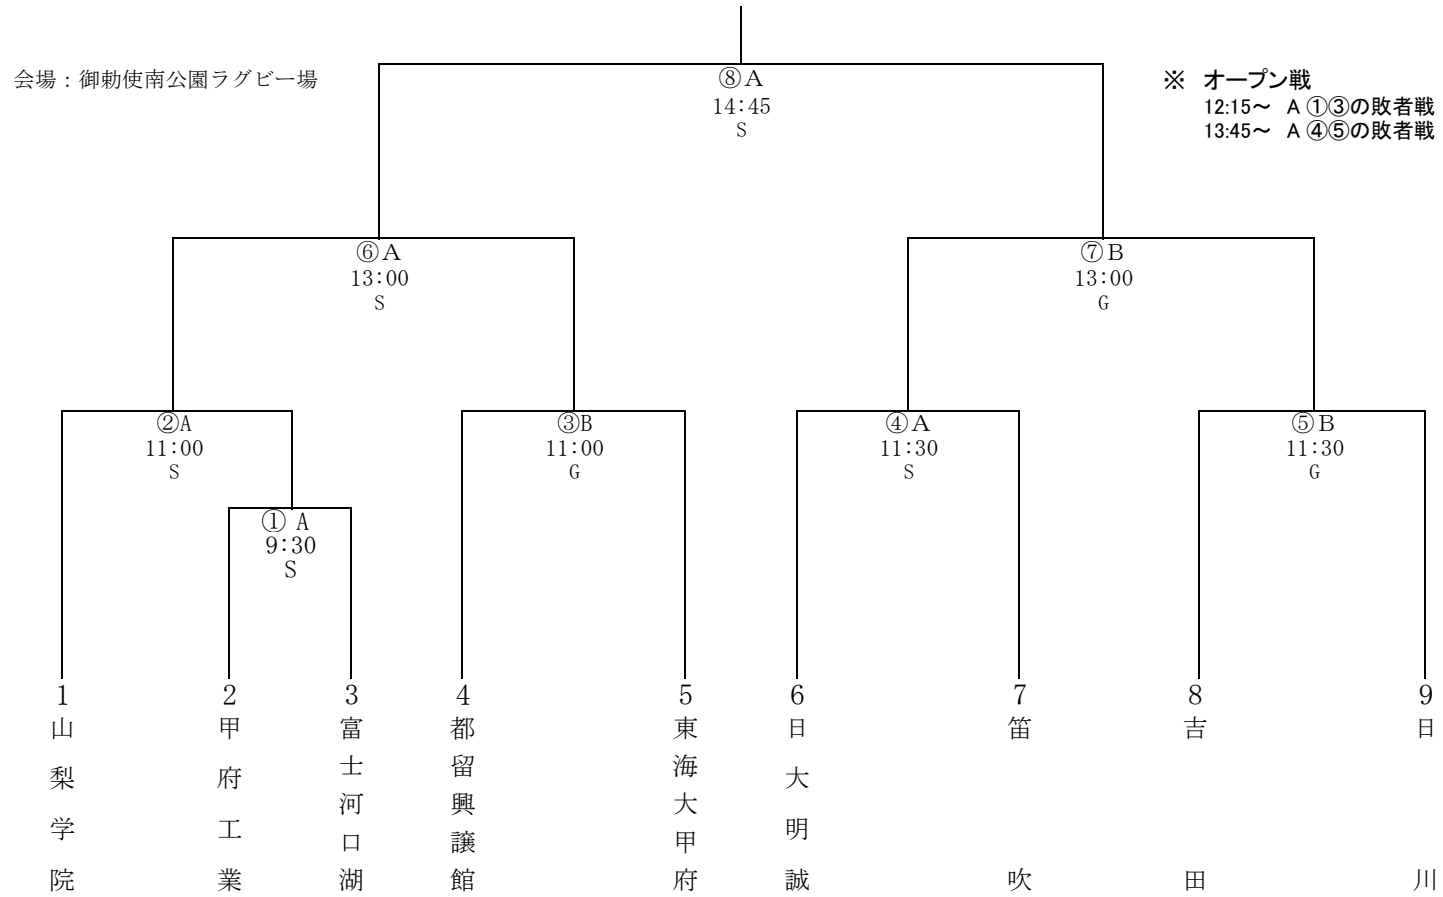 会場：御勅使南公園ラグビー場
※ オープン戦
12:15～ A ①③の敗者戦
13:45～ A ④⑤の敗者戦
⑧A
14:45
S
⑥A
13:00
S
⑦B
13:00
G
②A
11:00
S
③B
11:00
G
④A
11:30
S
⑤B
11:30
G
① A
9:30
S
1
山梨学院
2
甲府工業
3
富士河口湖
4
都留興譲館
5
東海大甲府
6
日大明誠
7
笛吹
8
吉田
9
日川